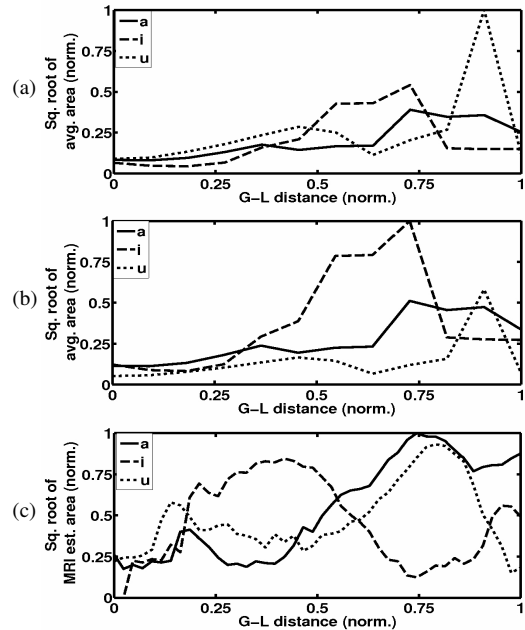 (a)
Sq. root of
avg. area (norm.)
1
0.75
0.5
0.25
0
a
i
u
0 0.25 0.5 0.75 1
G-L distance (norm.)
(b)
Sq. root of
avg. area (norm.)
1
0.75
0.5
0.25
0
a
i
u
0 0.25 0.5 0.75 1
G-L distance (norm.)
(c)
Sq. root of
MRI est. area (norm.)
1
0.75
0.5
0.25
0
a
i
u
0 0.25 0.5 0.75 1
G-L distance (norm.)